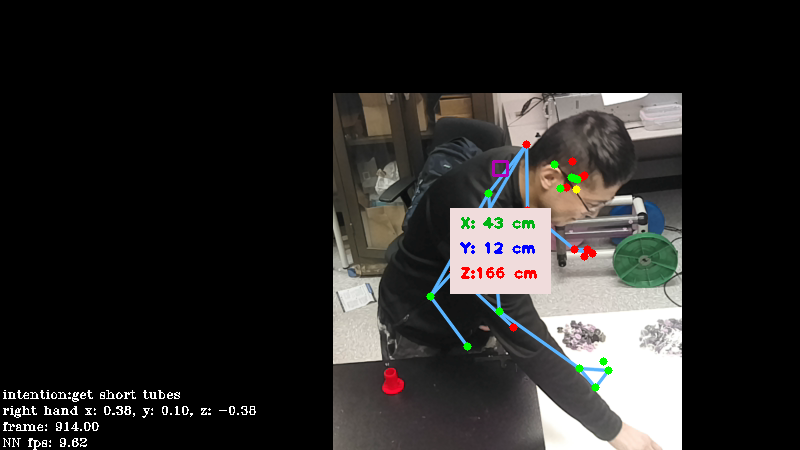 X: 43 cm
Y: 12 cm
Z:166 cm
intention:get short tubes
right hand x: 0.38, y: 0.10, z: −0.38
frame: 914.00
NN fps: 9.62